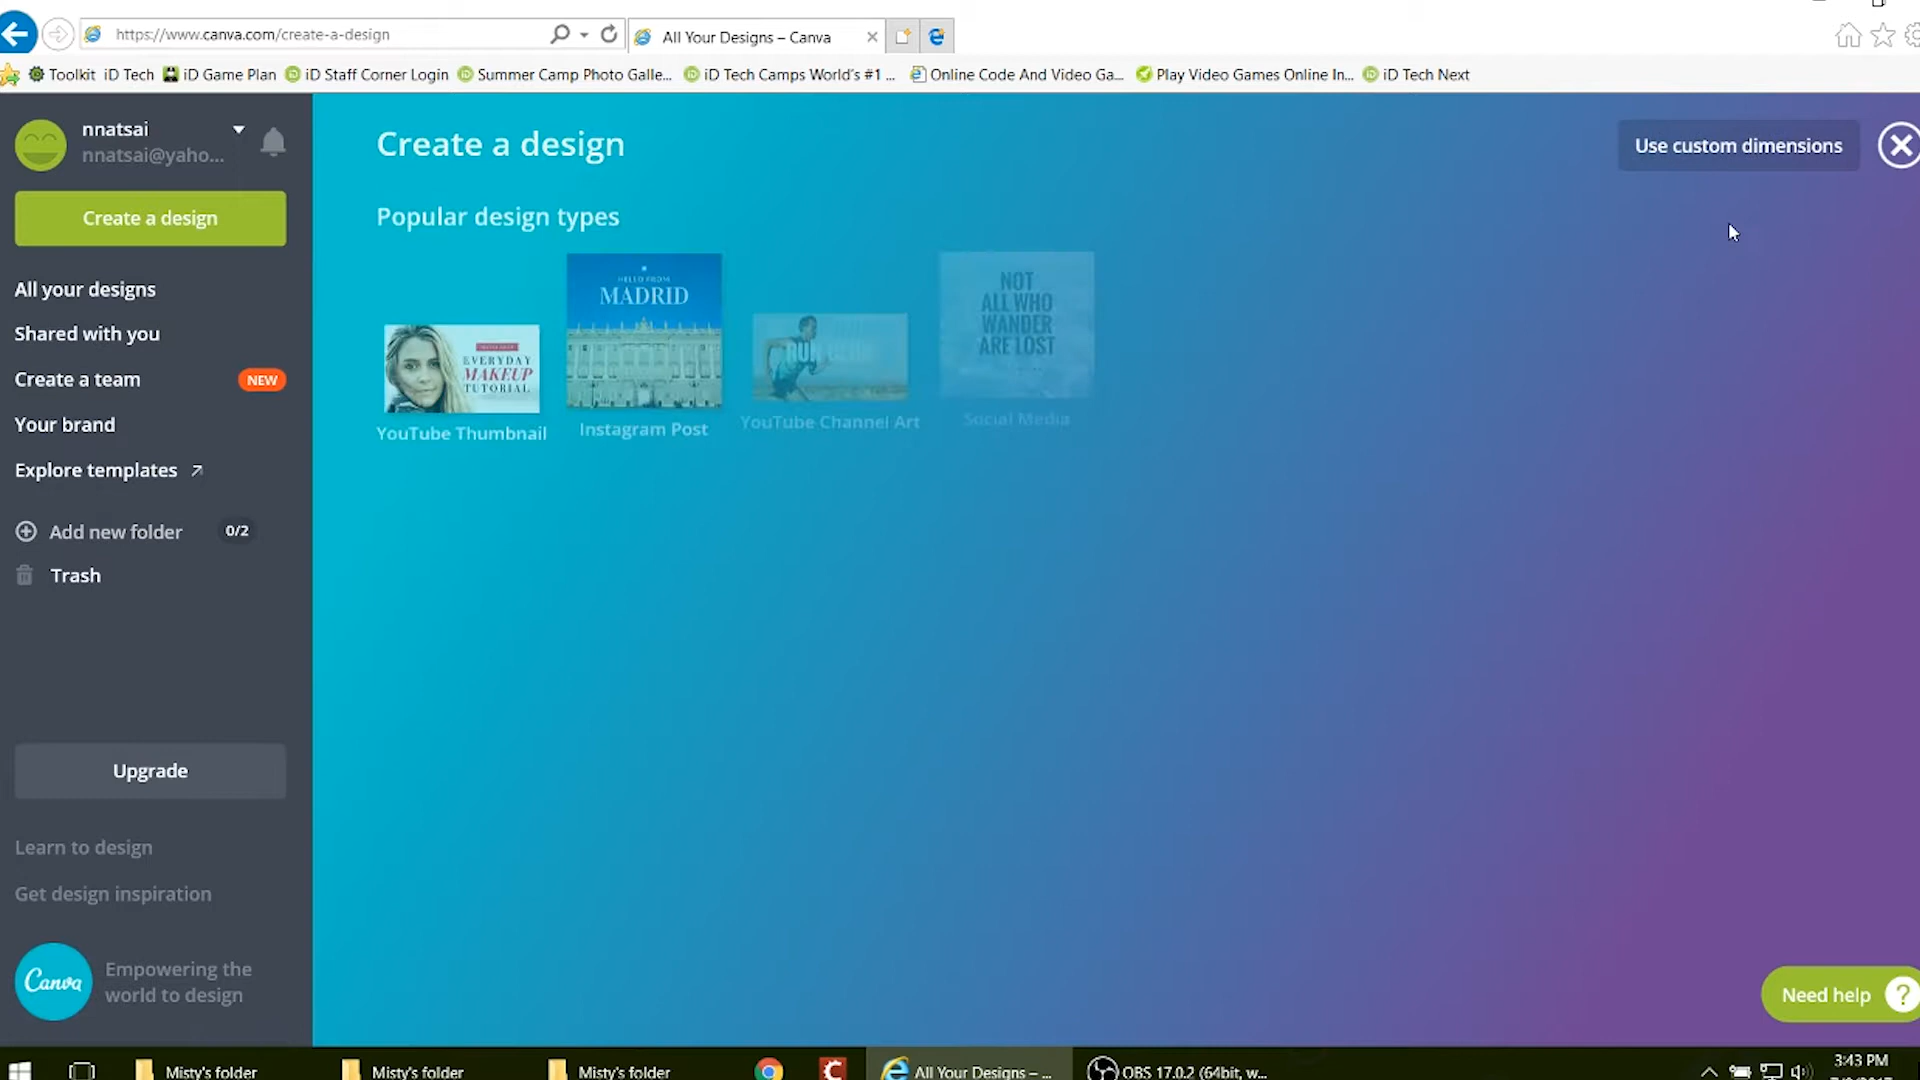 https://www.canva.com/create-a-design
All Your Designs – Canva
Toolkit
iD Tech
iD Game Plan
iD Staff Corner Login
Summer Camp Photo Galle...
iD Tech Camps World's #1 ...
Online Code And Video Ga...
Play Video Games Online In...
iD Tech Next
nnatsai
nnatsai@yaho...
Create a design
All your designs
Shared with you
Create a team NEW
Your brand
Explore templates
Add new folder 0/2
Trash
Upgrade
Learn to design
Get design inspiration
Canva
Empowering the
world to design
Create a design
Use custom dimensions
Popular design types
EVERYDAY
MAKEUP
TUTORIAL
YouTube Thumbnail
HELLO FROM
MADRID
Instagram Post
YouTube Channel Art
NOT
ALL WHO
WANDER
ARE LOST
Social Media
Need help ?
Misty's folder
Misty's folder
Misty's folder
All Your Designs – ...
OBS 17.0.2 (64bit, w...
3:43 PM